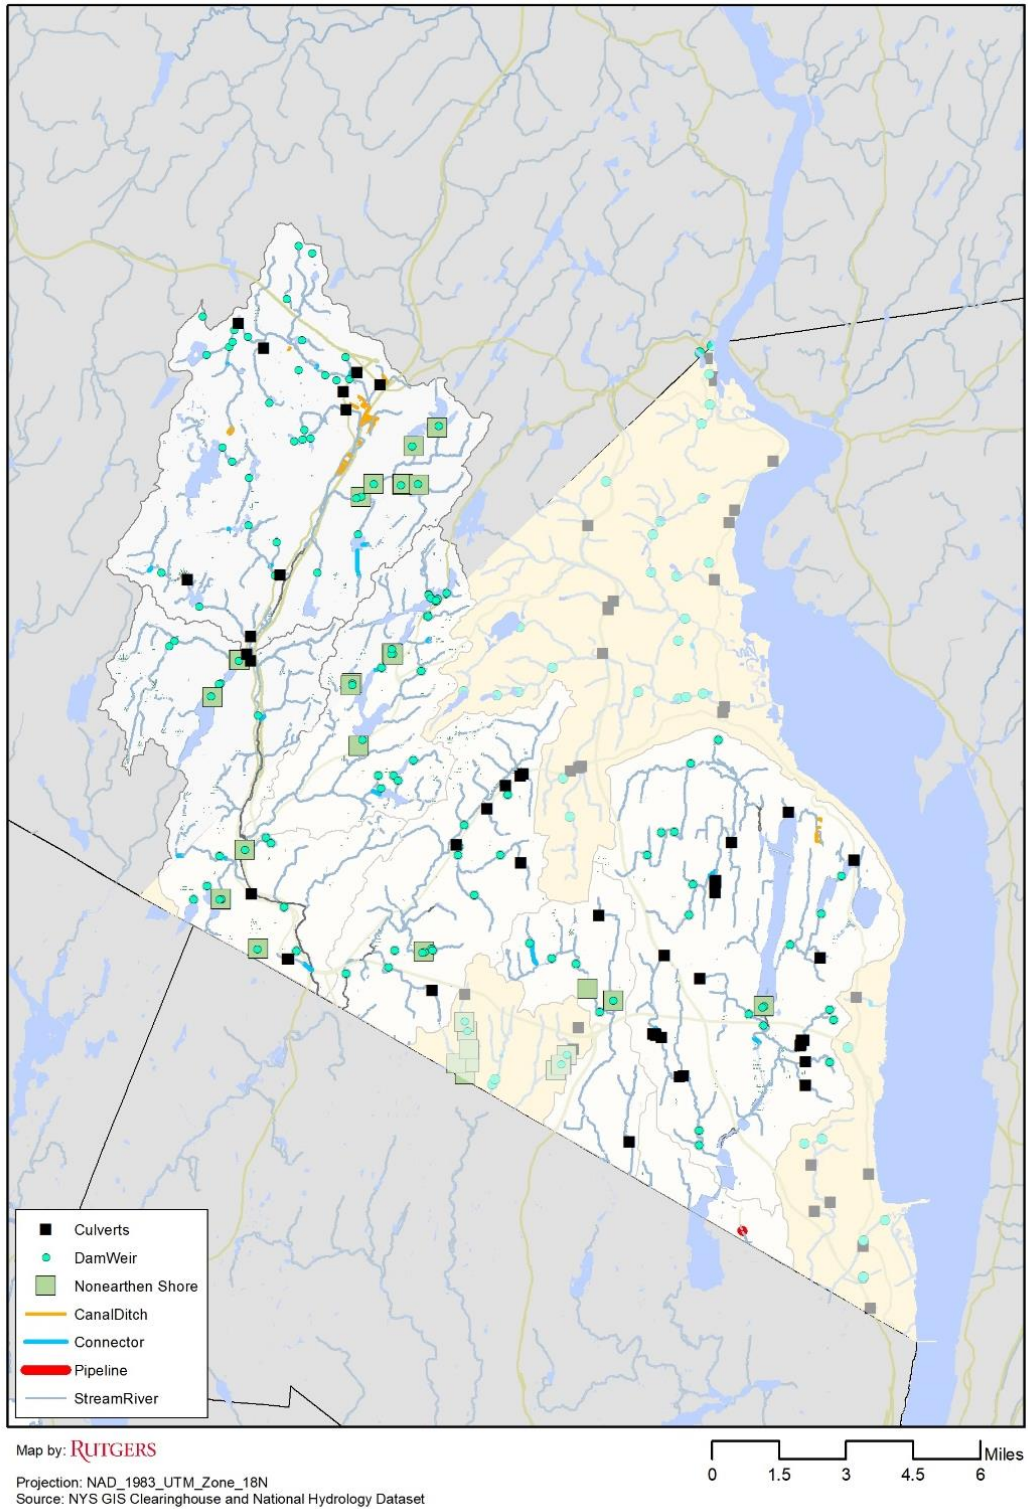 Culverts
DamWeir
Nonearthen Shore
CanalDitch
Connector
Pipeline
StreamRiver
Map by: RUTGERS
Projection: NAD_1983_UTM_Zone_18N
Source: NYS GIS Clearinghouse and National Hydrology Dataset
Miles
0 1.5 3 4.5 6